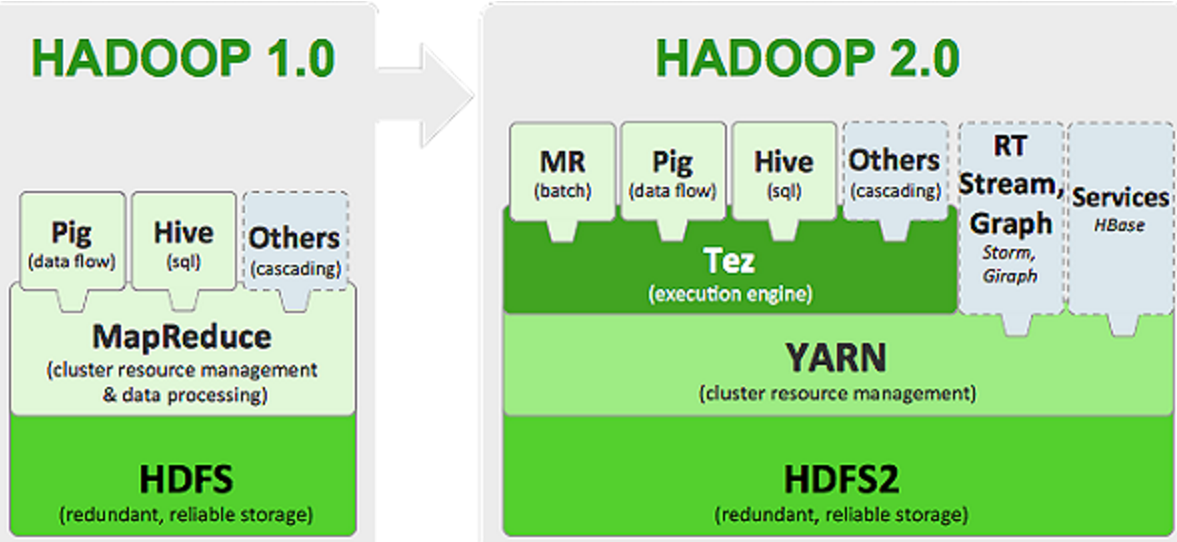 HADOOP 1.0
Pig
(data flow)
Hive
(sql)
Others
(cascading)
MapReduce
(cluster resource management
& data processing)
HDFS
(redundant, reliable storage)
HADOOP 2.0
MR
(batch)
Pig
(data flow)
Hive
(sql)
Others
(cascading)
RT
Stream,
Graph
Storm,
Giraph
Services
HBase
Tez
(execution engine)
YARN
(cluster resource management)
HDFS2
(redundant, reliable storage)